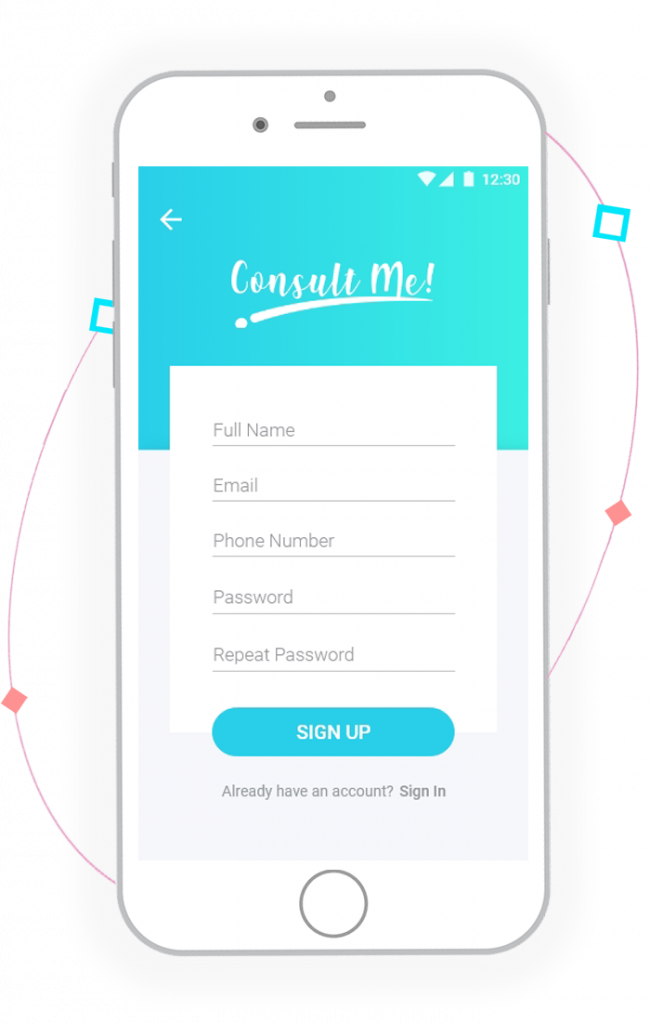 12:30
Consult Me!
Full Name
Email
Phone Number
Password
Repeat Password
SIGN UP
Already have an account? Sign In